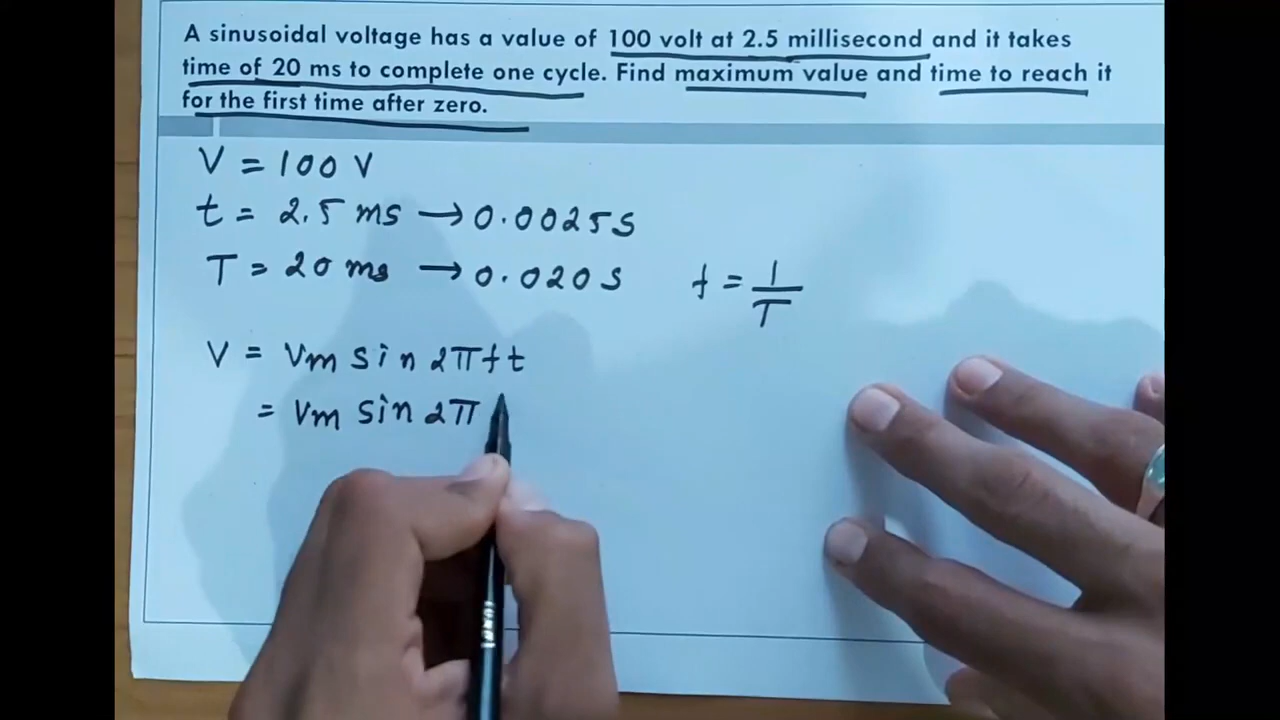 A sinusoidal voltage has a value of 100 volt at 2.5 millisecond and it takes
time of 20 ms to complete one cycle. Find maximum value and time to reach it
for the first time after zero.
V = 100 V
t = 2.5 ms → 0.0025 S
T = 20 ms → 0.020 S
f = 1/T
V = Vm sin 2πft
= Vm sin 2π